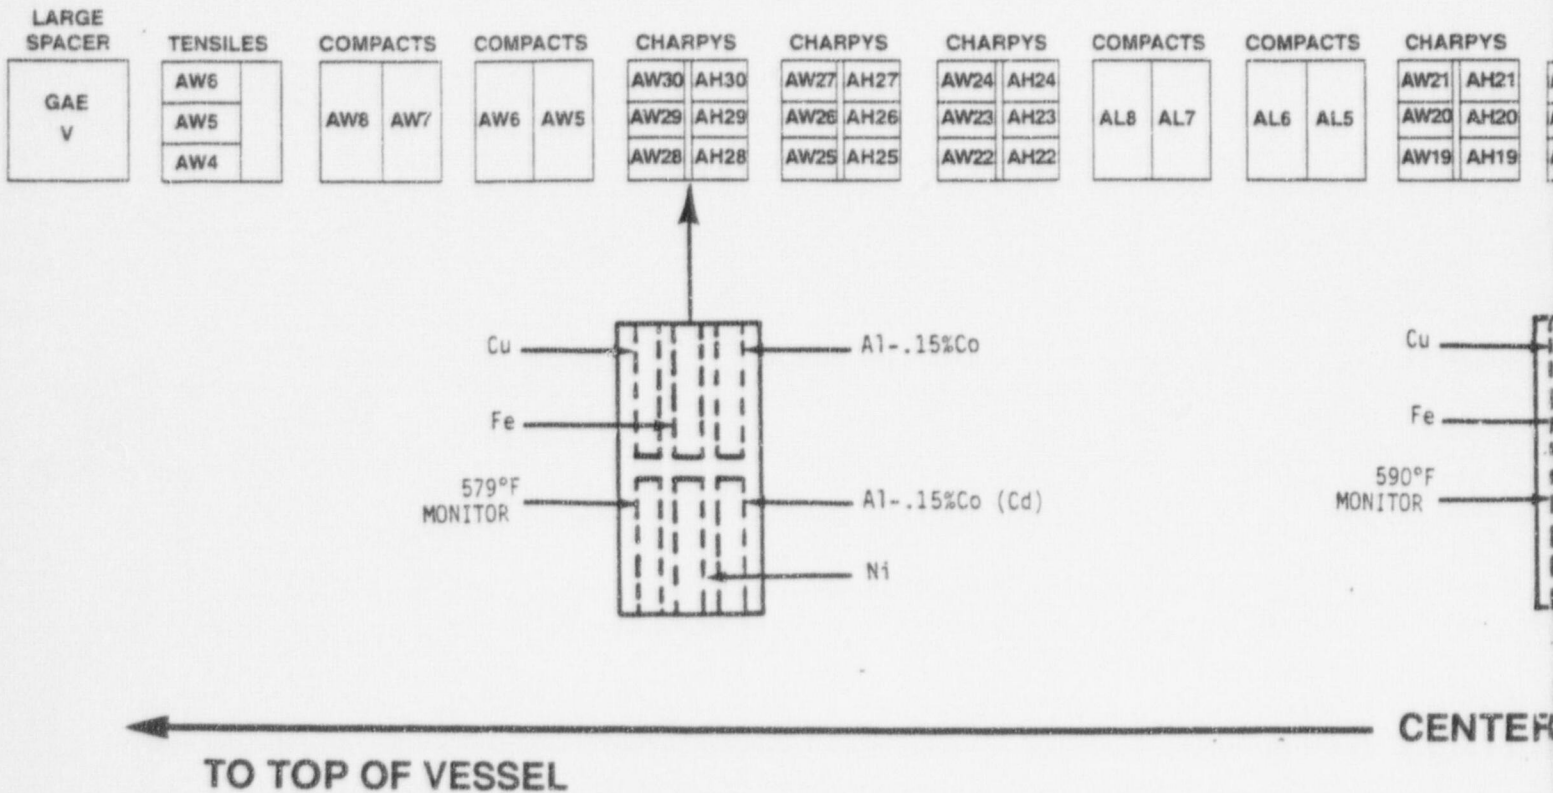 LARGE
SPACER TENSILES COMPACTS COMPACTS CHARPYS CHARPYS CHARPYS COMPACTS COMPACTS CHARPYS
AW6 AW30 AH30 AW27 AH27 AW24 AH24 AW21 AH21
GAE V AW5 AW8 AW7 AW6 AW5 AW29 AH29 AW26 AH26 AW23 AH23 AL8 AL7 AL6 AL5 AW20 AH20
AW4 AW28 AH28 AW25 AH25 AW22 AH22 AW19 AH19
Cu Al-.15%Co Cu
Fe Fe
579°F
MONITOR Al-.15%Co (Cd) 590°F
MONITOR
Ni
CENTER
TO TOP OF VESSEL